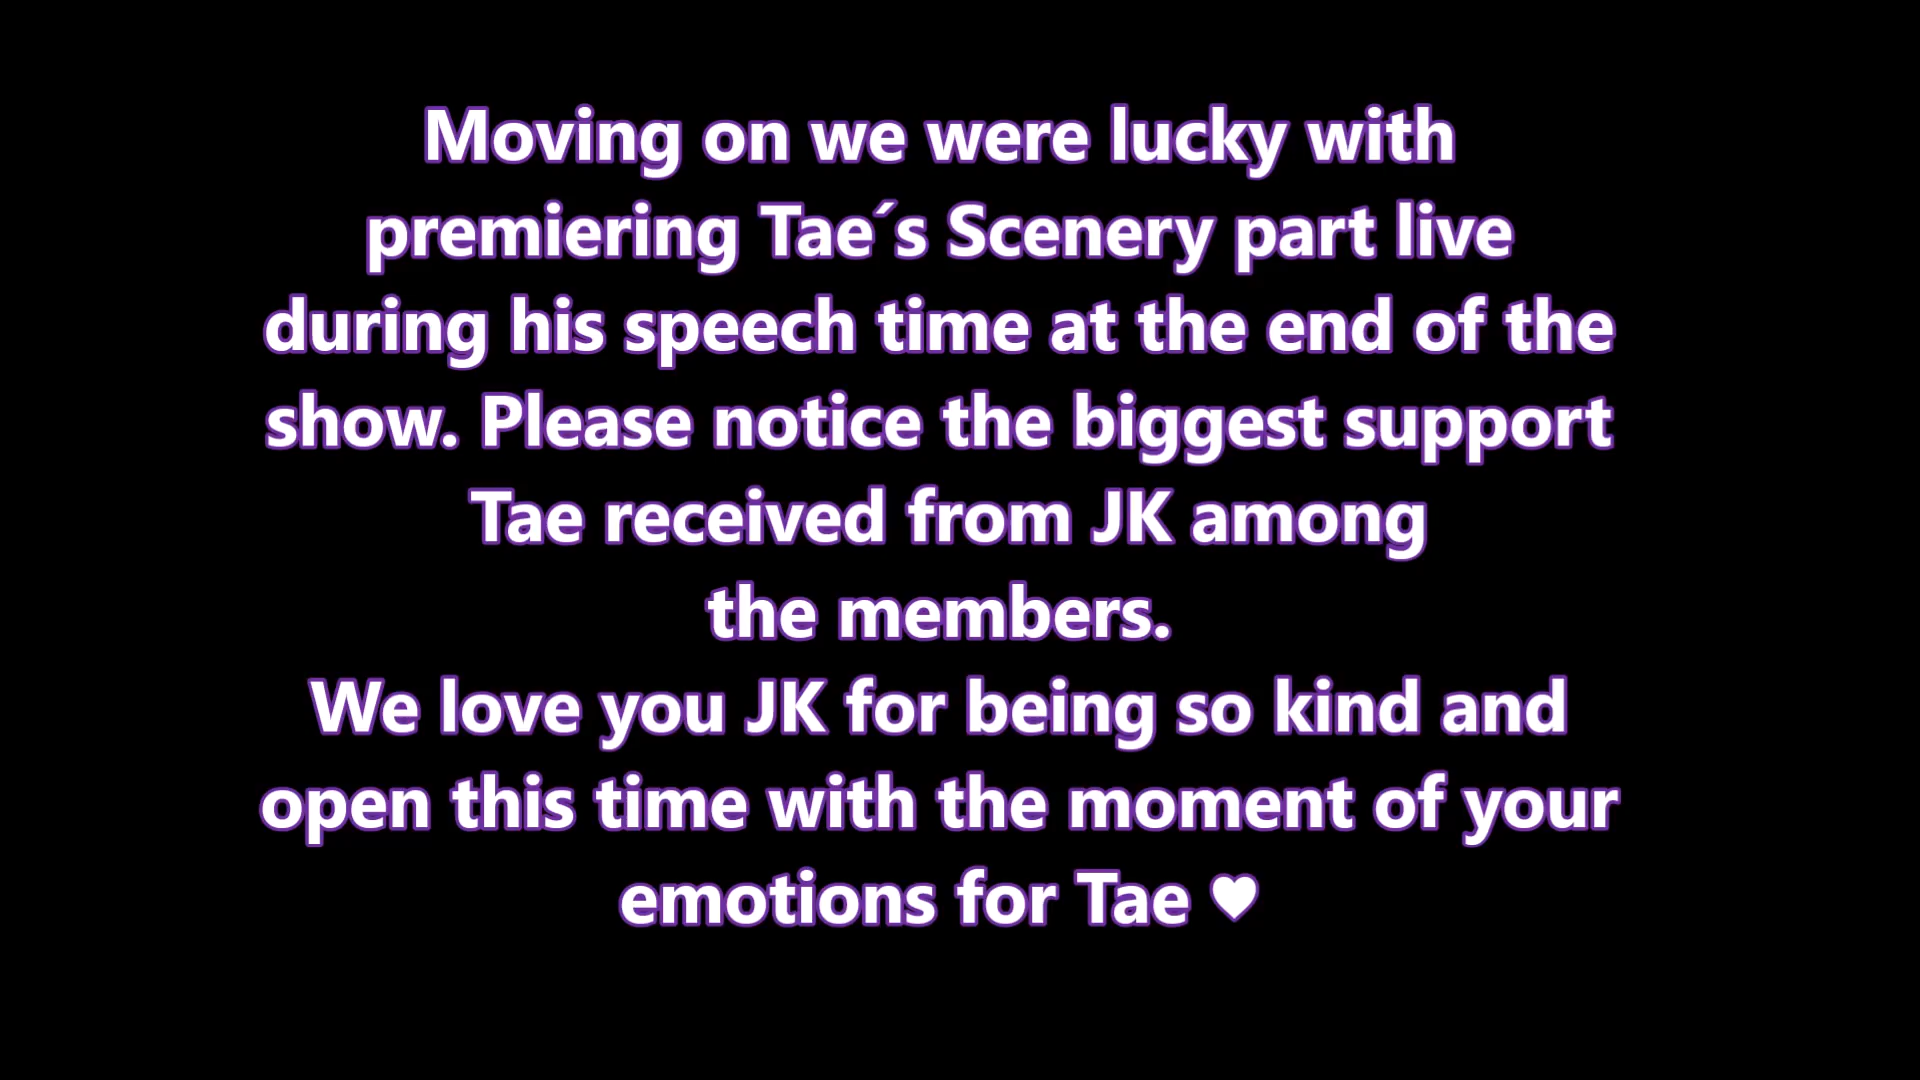 Moving on we were lucky with
premiering Tae´s Scenery part live
during his speech time at the end of the
show. Please notice the biggest support
Tae received from JK among
the members.
We love you JK for being so kind and
open this time with the moment of your
emotions for Tae ♥